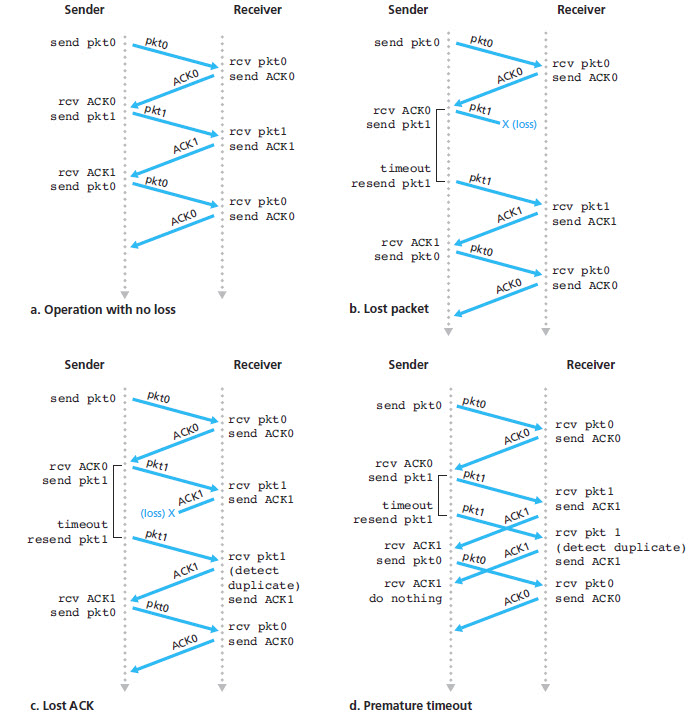 Sender Receiver
send pkt0
pkt0
rcv pkt0
send ACK0
ACK0
rcv ACK0
send pkt1
pkt1
rcv pkt1
send ACK1
ACK1
rcv ACK1
send pkt0
pkt0
rcv pkt0
send ACK0
ACK0
a. Operation with no loss
Sender Receiver
send pkt0
pkt0
rcv pkt0
send ACK0
ACK0
rcv ACK0
send pkt1
pkt1
X (loss)
timeout
resend pkt1
pkt1
rcv pkt1
send ACK1
ACK1
rcv ACK1
send pkt0
pkt0
rcv pkt0
send ACK0
ACK0
b. Lost packet
Sender Receiver
send pkt0
pkt0
rcv pkt0
send ACK0
ACK0
rcv ACK0
send pkt1
pkt1
rcv pkt1
send ACK1
ACK1
(loss) X
timeout
resend pkt1
pkt1
rcv pkt1
(detect
duplicate)
send ACK1
ACK1
rcv ACK1
send pkt0
pkt0
rcv pkt0
send ACK0
ACK0
c. Lost ACK
Sender Receiver
send pkt0
pkt0
rcv pkt0
send ACK0
ACK0
rcv ACK0
send pkt1
pkt1
rcv pkt1
send ACK1
ACK1
timeout
resend pkt1
pkt1
rcv pkt 1
(detect duplicate)
send ACK1
ACK1
rcv ACK1
send pkt0
pkt0
rcv pkt0
send ACK0
ACK0
rcv ACK1
do nothing
d. Premature timeout